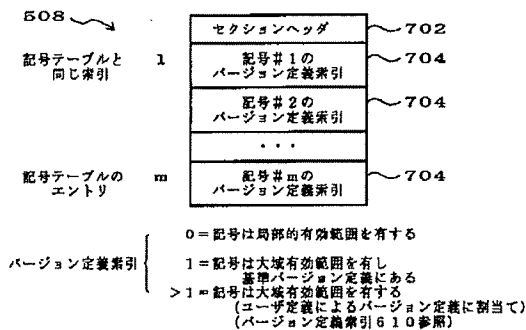 508
セクションヘッダ
702
記号テーブルと
同じ索引
1
記号#1の
バージョン定義索引
704
記号#2の
バージョン定義索引
704
・・・
記号テーブルの
エントリ
m
記号#mの
バージョン定義索引
704
バージョン定義索引
0=記号は局部的有効範囲を有する
1=記号は大域有効範囲を有し
基準バージョン定義にある
>1=記号は大域有効範囲を有する
(ユーザ定義によるバージョン定義に割当て)
(バージョン定義索引610参照)